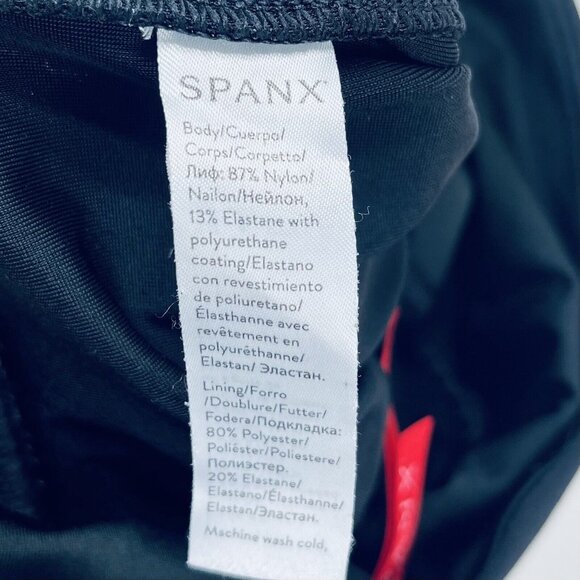 SPANX
Body/Cuerpo/
Corps/Corpetto/
Лиф: 87% Nylon/
Nailon/Нейлон,
13% Elastane with
polyurethane
coating/Elastano
con revestimiento
de poliuretano/
Élasthanne avec
revêtement en
polyuréthanne/
Elastan/ Эластан.
Lining/Forro
/Doublure/Futter/
Fodera/Подкладка:
80% Polyester/
Poliéster/Poliestere/
Полиэстер.
20% Elastane/
Elastano/Élasthanne/
Elastan/Эластан.
Machine wash cold,